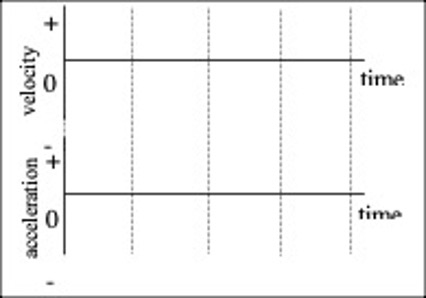 +
velocity
0
time
-
+
acceleration
0
time
-